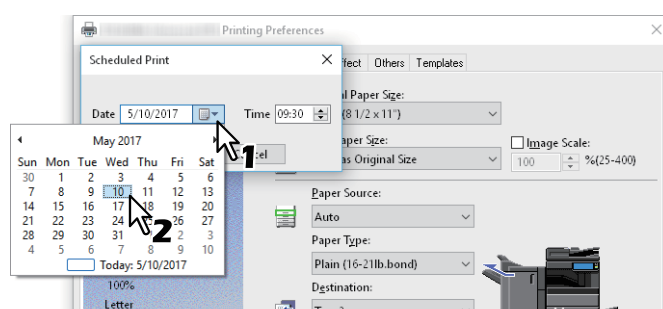 Printing Preferences
Scheduled Print
ffect Others Templates
Date 5/10/2017 Time 09:30
al Paper Size:
(8 1/2 x 11")
aper Size:
as Original Size
Image Scale:
100 %(25-400)
cel
1
May 2017
Sun Mon Tue Wed Thu Fri Sat
30 1 2 3 4 5 6
7 8 9 10 11 12 13
14 15 16 17 18 19 20
21 22 23 24 25 26 27
28 29 30 31 1 2 3
4 5 6 7 8 9 10
2
Today: 5/10/2017
100%
Letter
Paper Source:
Auto
Paper Type:
Plain (16-21lb.bond)
Destination: